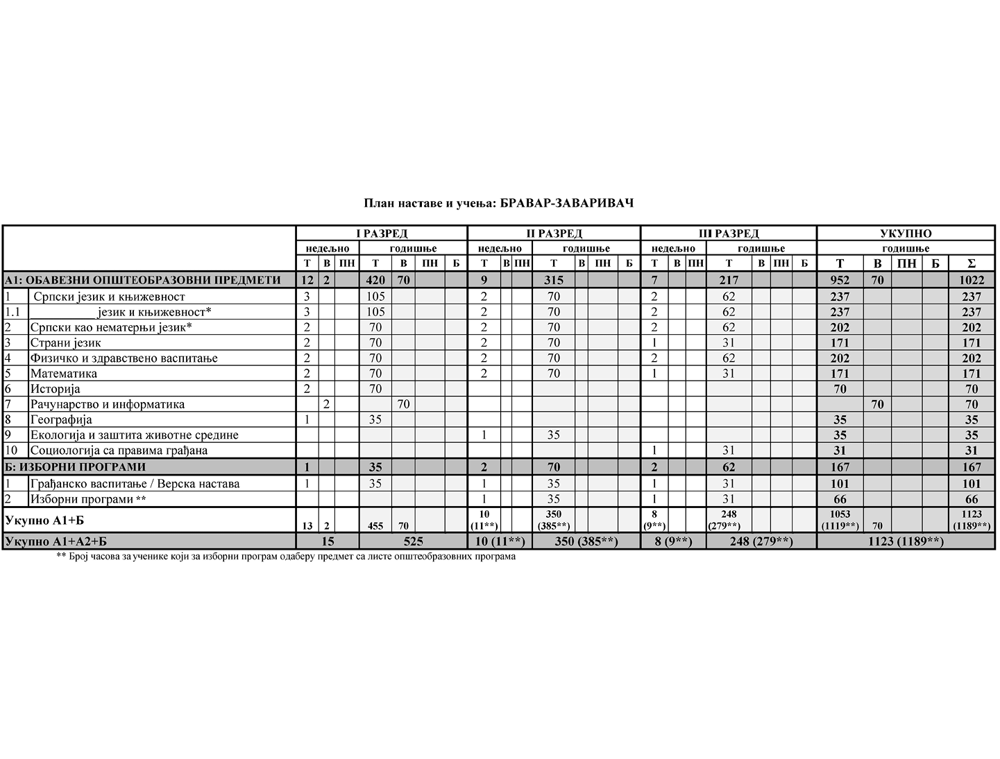 План наставе и учења: БРАВАР-ЗАВАРИВАЧ
I РАЗРЕД II РАЗРЕД III РАЗРЕД УКУПНО
недељно годишње недељно годишње недељно годишње годишње
Т В ПН Т В ПН Б Т В ПН Т В ПН Б Т В ПН Т В ПН Б Т В ПН Б Σ
А1: ОБАВЕЗНИ ОПШТЕОБРАЗОВНИ ПРЕДМЕТИ 12 2 420 70 9 315 7 217 952 70 1022
1 Српски језик и књижевност 3 105 2 70 2 62 237 237
1.1 ___________ језик и књижевност* 3 105 2 70 2 62 237 237
2 Српски као нематерњи језик* 2 70 2 70 2 62 202 202
3 Страни језик 2 70 2 70 1 31 171 171
4 Физичко и здравствено васпитање 2 70 2 70 2 62 202 202
5 Математика 2 70 2 70 1 31 171 171
6 Историја 2 70 70 70
7 Рачунарство и информатика 2 70 70 70
8 Географија 1 35 35 35
9 Екологија и заштита животне средине 1 35 35 35
10 Социологија са правима грађана 1 31 31 31
Б: ИЗБОРНИ ПРОГРАМИ 1 35 2 70 2 62 167 167
1 Грађанско васпитање / Верска настава 1 35 1 35 1 31 101 101
2 Изборни програми ** 1 35 1 31 66 66
Укупно А1+Б 13 2 455 70 10 (11**) 350 (385**) 8 (9**) 248 (279**) 1053 (1119**) 70 1123 (1189**)
Укупно А1+А2+Б 15 525 10 (11**) 350 (385**) 8 (9**) 248 (279**) 1123 (1189**)
** Број часова за ученике који за изборни програм одаберу предмет са листе општеобразовних програма